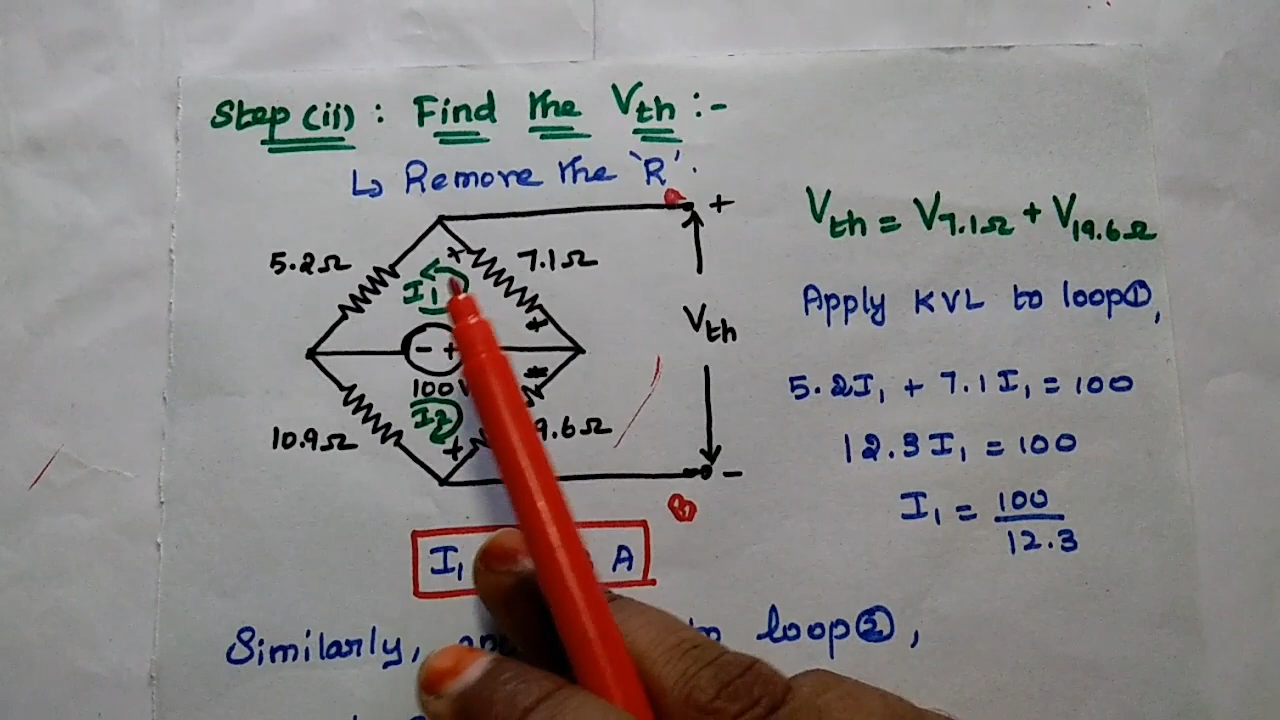 Step (ii) : Find the Vth :-
↳ Remove the 'R'.
+
5.2Ω
+
7.1Ω
I1
+
Vth
- +
100
I2
10.9Ω
+
9.6Ω
-
Vth = V7.1Ω + V19.6Ω
Apply KVL to loop①,
5.2I1 + 7.1I1 = 100
12.3I1 = 100
I1 = 100
12.3
I1 A
Similarly, loop②,